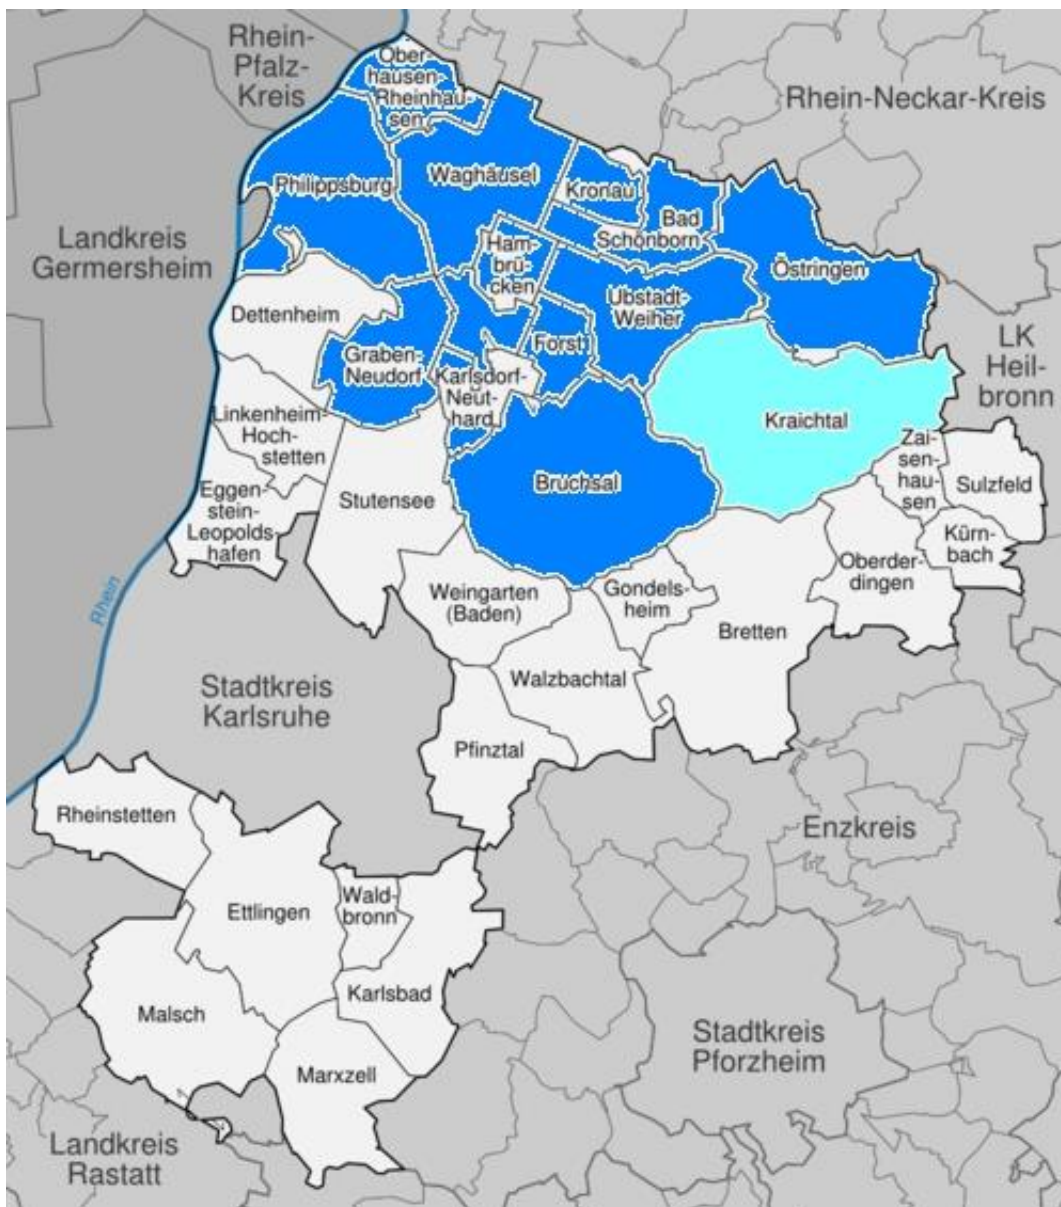 Rhein-
Pfalz-
Kreis
Ober-
hausen-
Rheinhau-
sen
Rhein-Neckar-Kreis
Philippsburg
Waghäusel
Kronau
Bad
Schönborn
Landkreis
Germersheim
Ham-
brü-
cken
Östringen
Dettenheim
Ubstadt-
Weiher
Graben-
Neudorf
Forst
Karlsdorf-
Neut-
hard
LK
Heil-
bronn
Linkenheim-
Hoch-
stetten
Kraichtal
Zai-
sen-
hau-
sen
Sulzfeld
Eggen-
stein-
Leopolds-
hafen
Stutensee
Bruchsal
Kürn-
bach
Oberder-
dingen
Rhein
Weingarten
(Baden)
Gondels-
heim
Bretten
Stadtkreis
Karlsruhe
Walzbachtal
Pfinztal
Rheinstetten
Enzkreis
Ettlingen
Wald-
bronn
Karlsbad
Malsch
Stadtkreis
Pforzheim
Marxzell
Landkreis
Rastatt